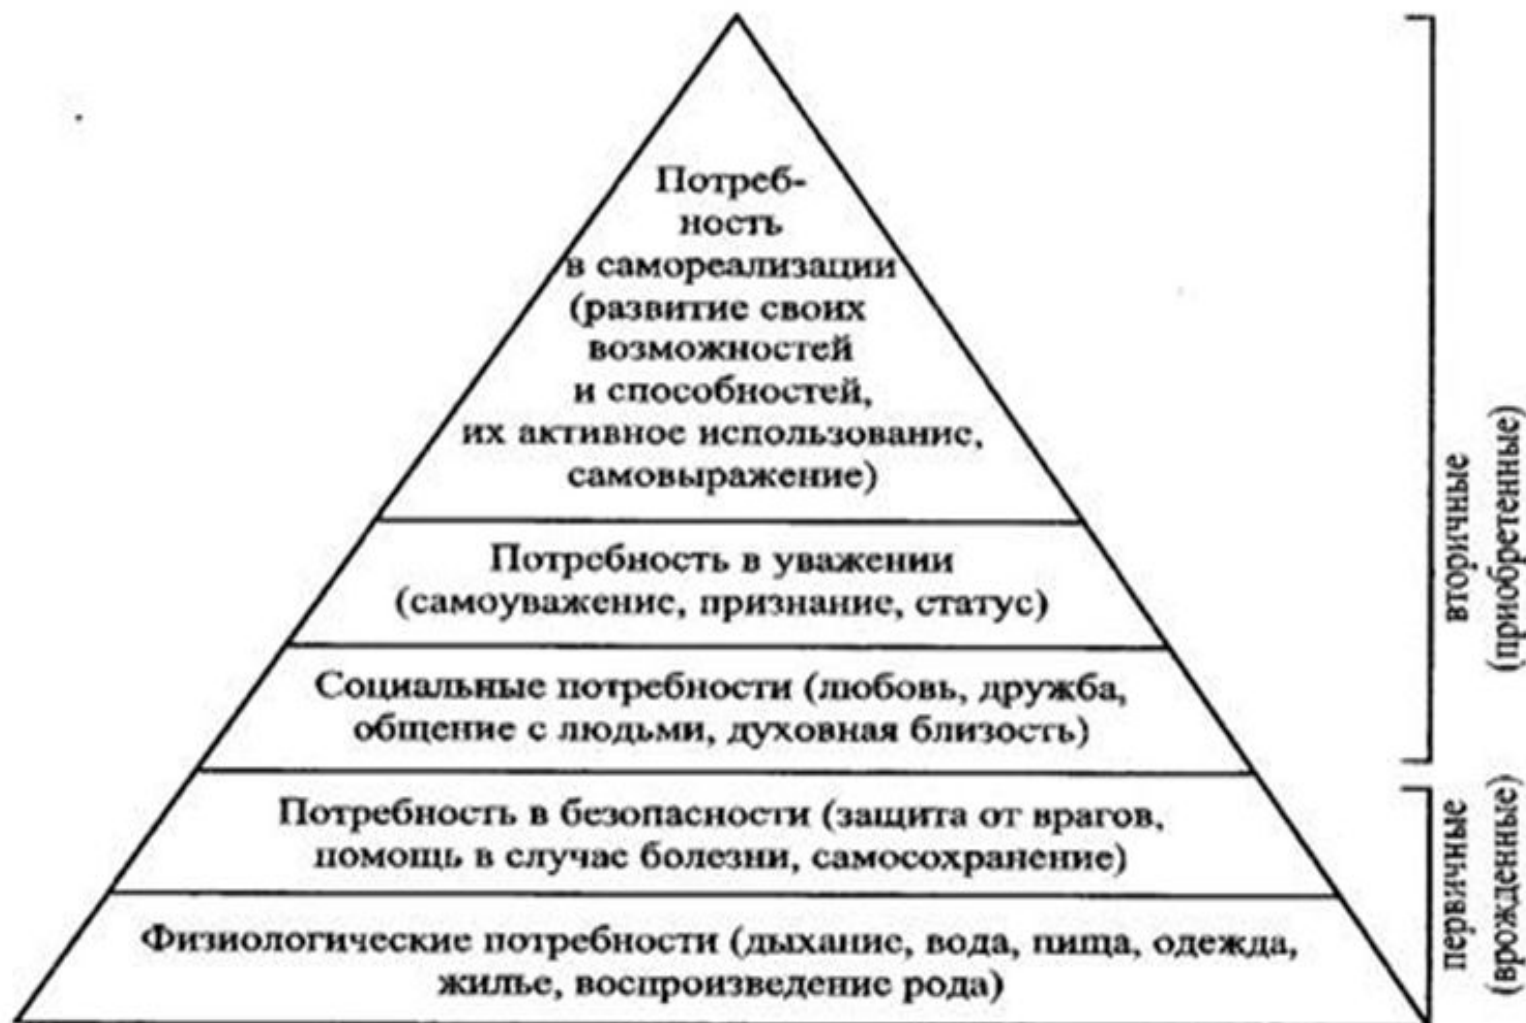 Потреб-
ность
в самореализации
(развитие своих
возможностей
и способностей,
их активное использование,
самовыражение)
Потребность в уважении
(самоуважение, признание, статус)
Социальные потребности (любовь, дружба,
общение с людьми, духовная близость)
Потребность в безопасности (защита от врагов,
помощь в случае болезни, самосохранение)
Физиологические потребности (дыхание, вода, пища, одежда,
жилье, воспроизведение рода)
вторичные
(приобретенные)
первичные
(врожденные)